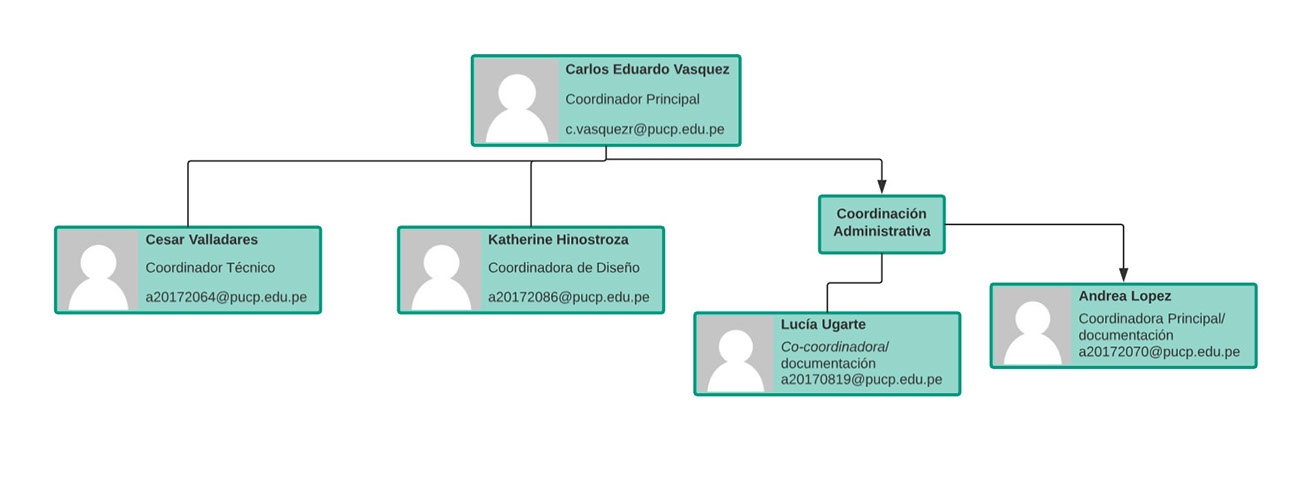 Carlos Eduardo Vasquez
Coordinador Principal
c.vasquezr@pucp.edu.pe
Cesar Valladares
Coordinador Técnico
a20172064@pucp.edu.pe
Katherine Hinostroza
Coordinadora de Diseño
a20172086@pucp.edu.pe
Coordinación
Administrativa
Lucía Ugarte
Co-coordinadora/
documentación
a20170819@pucp.edu.pe
Andrea Lopez
Coordinadora Principal/
documentación
a20172070@pucp.edu.pe